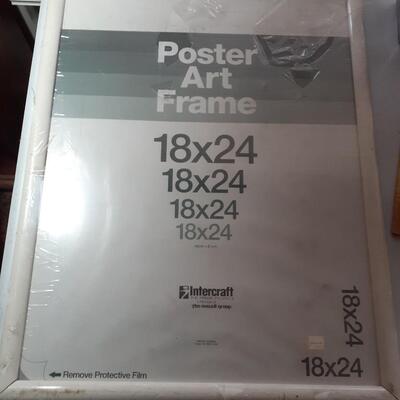 Poster
Art
Frame
18x24
18x24
18x24
18x24
Intercraft
18x24
Remove Protective Film
18x24